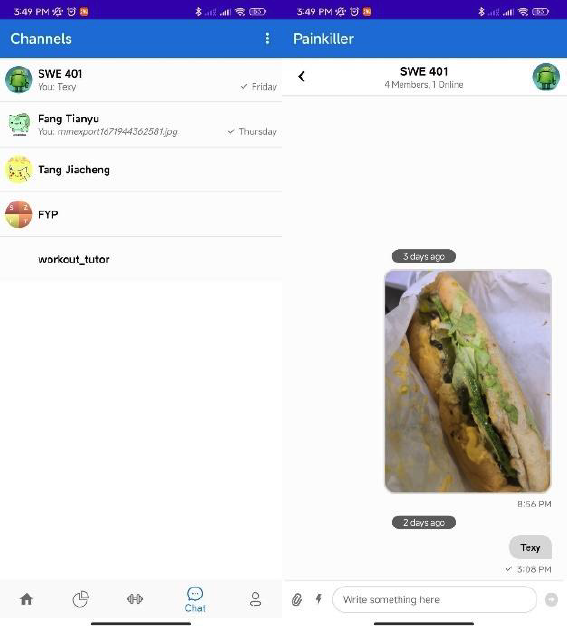 3:49 PM
Channels
SWE 401
You: Texy
Friday
Fang Tianyu
You: mmexport1671944362581.jpg
Thursday
Tang Jiacheng
FYP
workout_tutor
Chat
3:49 PM
Painkiller
SWE 401
4 Members, 1 Online
3 days ago
8:56 PM
2 days ago
Texy
3:08 PM
Write something here